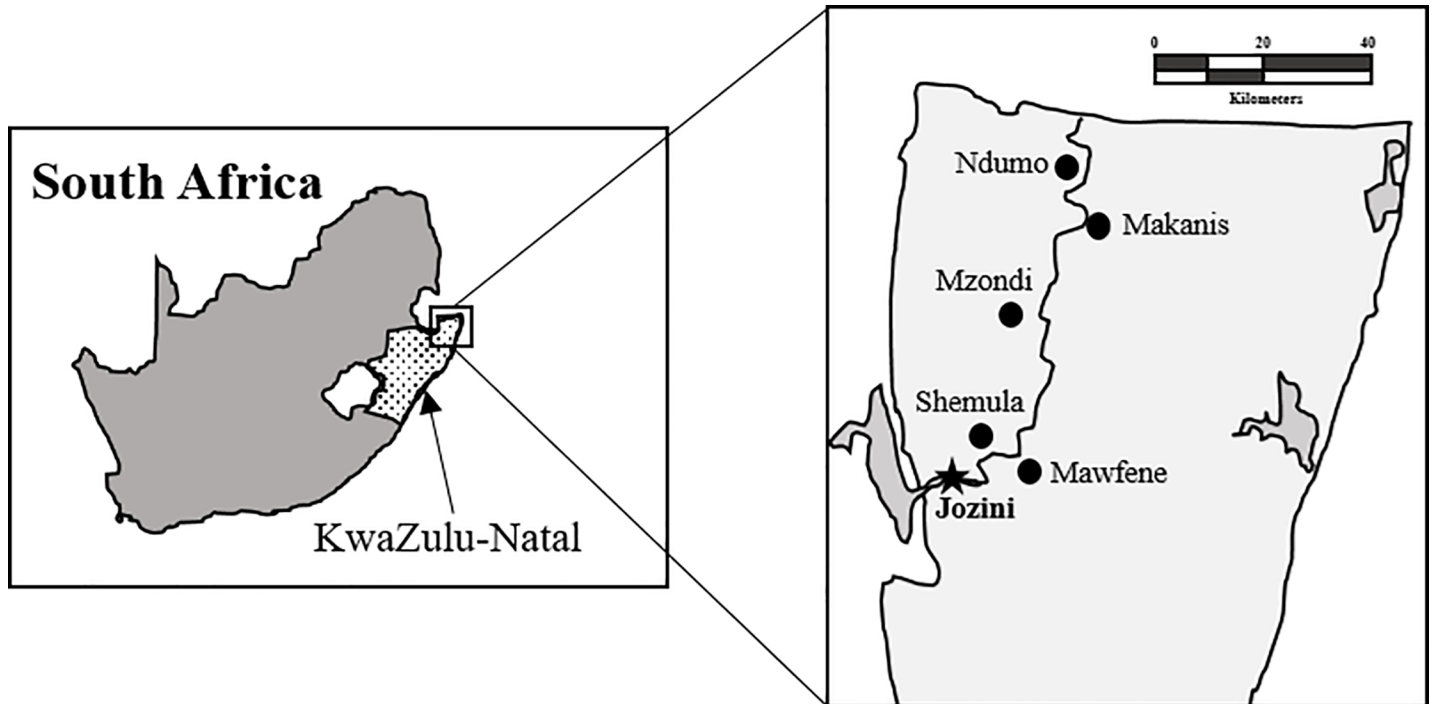 South Africa
KwaZulu-Natal
0 20 40
Kilometers
Ndumo
Makanis
Mzondi
Shemula
Mawfene
Jozini